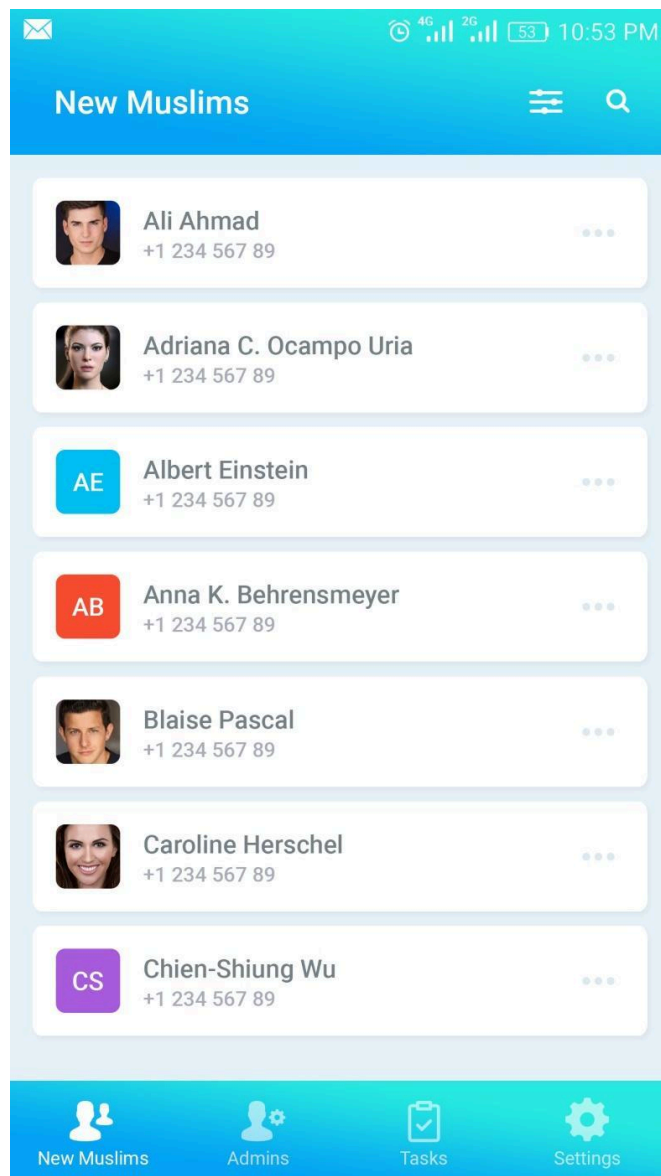 4G 2G 53 10:53 PM
New Muslims
Ali Ahmad
+1 234 567 89
Adriana C. Ocampo Uria
+1 234 567 89
AE
Albert Einstein
+1 234 567 89
AB
Anna K. Behrensmeyer
+1 234 567 89
Blaise Pascal
+1 234 567 89
Caroline Herschel
+1 234 567 89
CS
Chien-Shiung Wu
+1 234 567 89
New Muslims Admins Tasks Settings